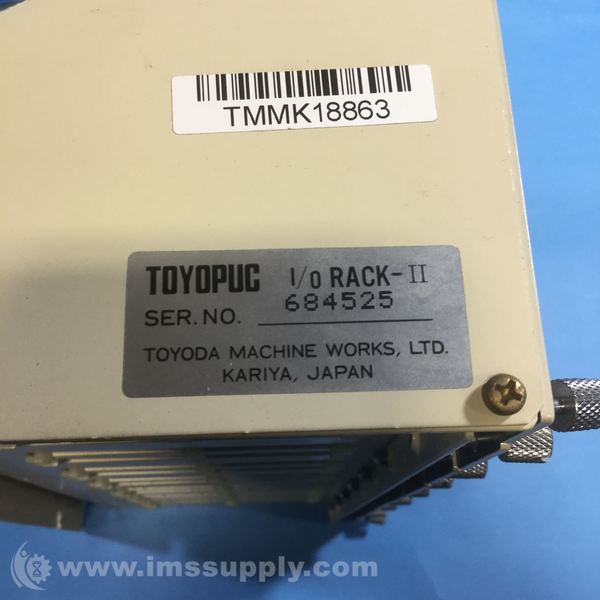 TMMK18863
TOYOPUC I/O RACK-II
SER. NO. 684525
TOYODA MACHINE WORKS, LTD.
KARIYA, JAPAN
www.imssupply.com